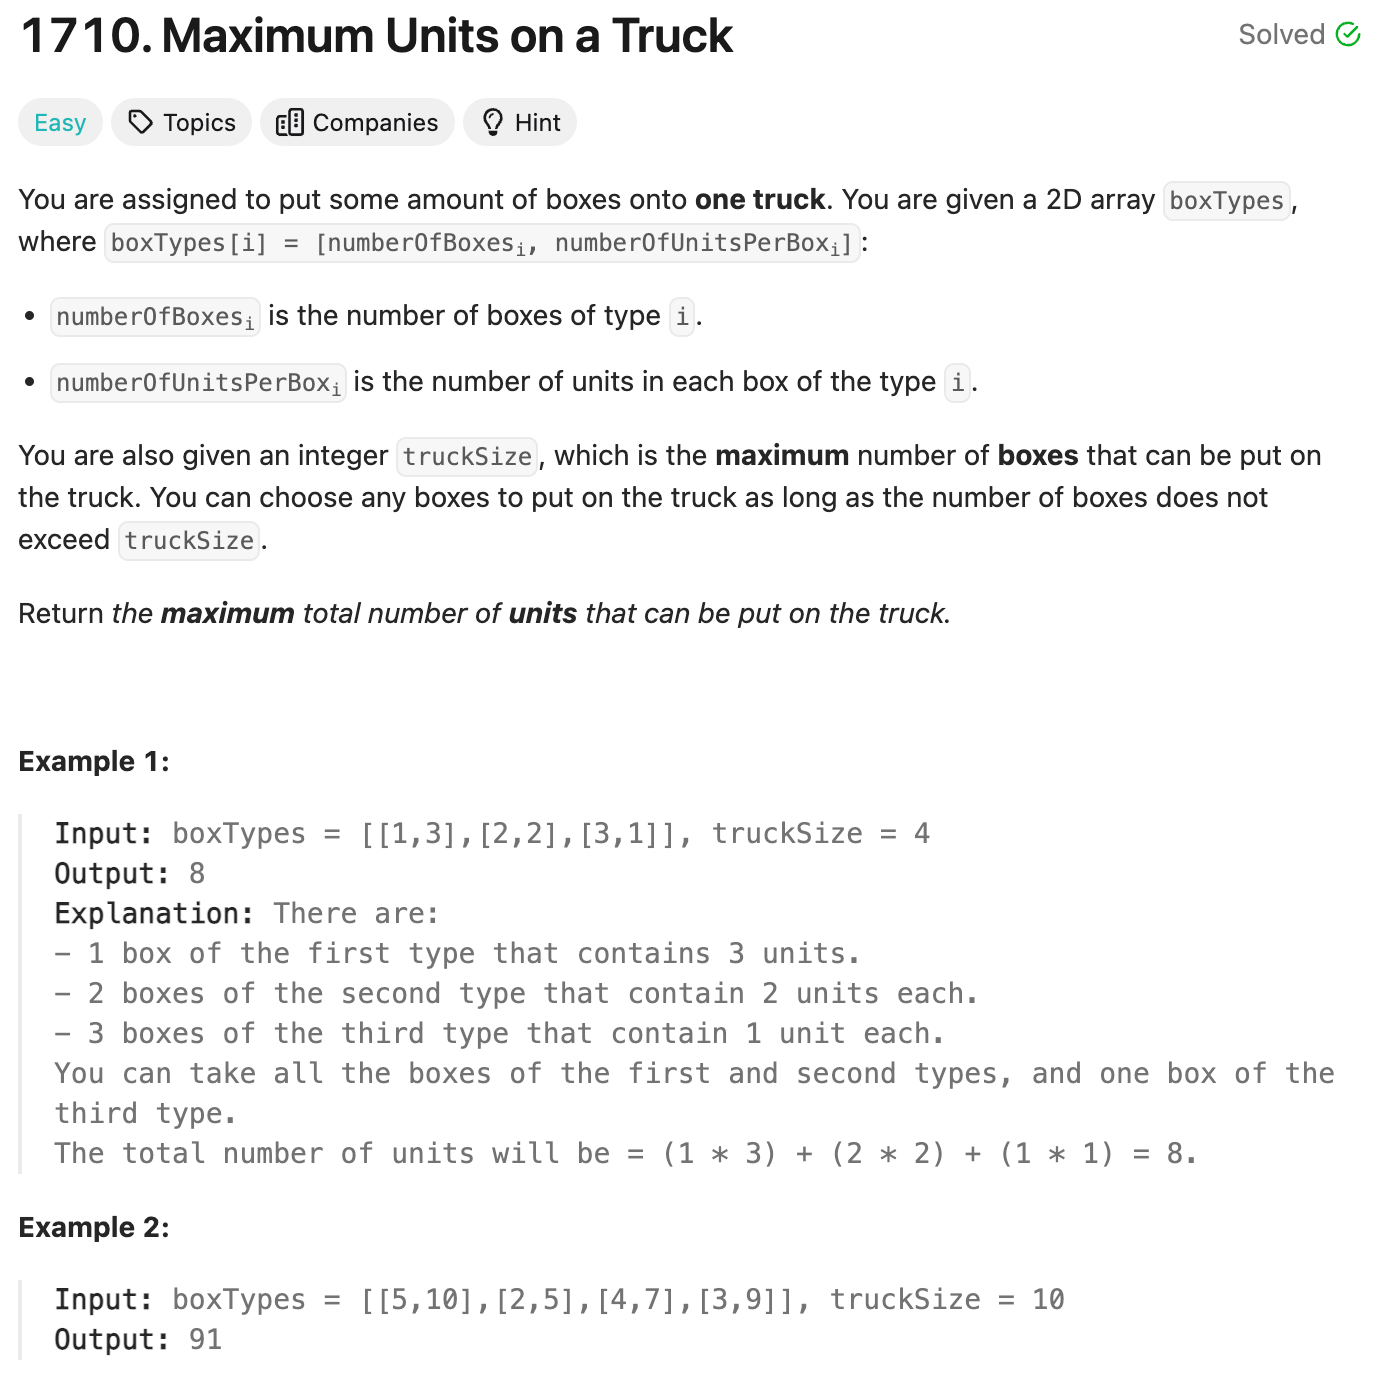 1710. Maximum Units on a Truck
Solved
Easy
Topics
Companies
Hint
You are assigned to put some amount of boxes onto one truck. You are given a 2D array boxTypes,
where boxTypes[i] = [numberOfBoxesi, numberOfUnitsPerBoxi]:
• numberOfBoxesi is the number of boxes of type i.
• numberOfUnitsPerBoxi is the number of units in each box of the type i.
You are also given an integer truckSize, which is the maximum number of boxes that can be put on
the truck. You can choose any boxes to put on the truck as long as the number of boxes does not
exceed truckSize.
Return the maximum total number of units that can be put on the truck.
Example 1:
Input: boxTypes = [[1,3],[2,2],[3,1]], truckSize = 4
Output: 8
Explanation: There are:
- 1 box of the first type that contains 3 units.
- 2 boxes of the second type that contain 2 units each.
- 3 boxes of the third type that contain 1 unit each.
You can take all the boxes of the first and second types, and one box of the
third type.
The total number of units will be = (1 * 3) + (2 * 2) + (1 * 1) = 8.
Example 2:
Input: boxTypes = [[5,10],[2,5],[4,7],[3,9]], truckSize = 10
Output: 91